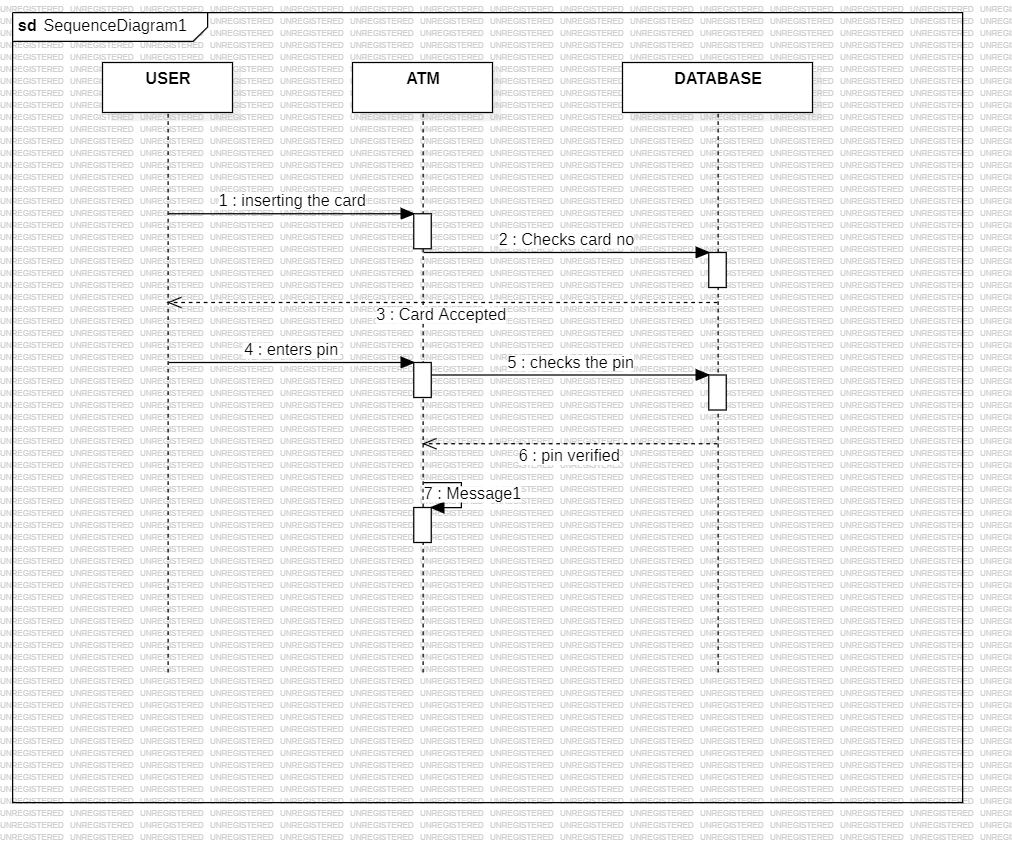 sd SequenceDiagram1
USER
ATM
DATABASE
1 : inserting the card
2 : Checks card no
3 : Card Accepted
4 : enters pin
5 : checks the pin
6 : pin verified
7 : Message1
UNREGISTERED